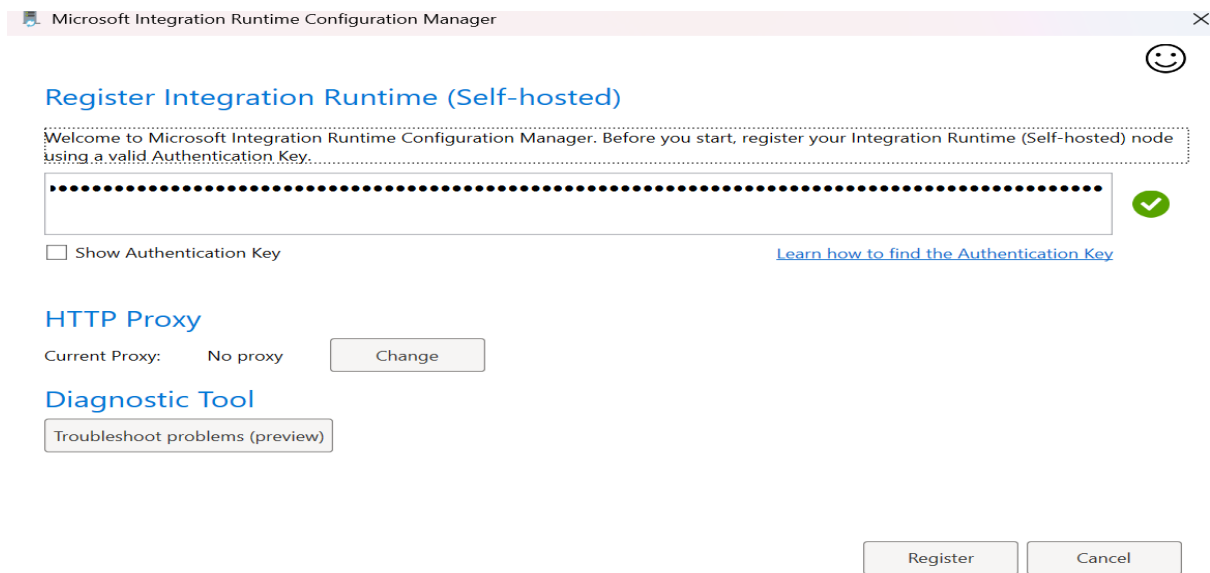 Microsoft Integration Runtime Configuration Manager
Register Integration Runtime (Self-hosted)
Welcome to Microsoft Integration Runtime Configuration Manager. Before you start, register your Integration Runtime (Self-hosted) node
using a valid Authentication Key.
Show Authentication Key
Learn how to find the Authentication Key
HTTP Proxy
Current Proxy: No proxy Change
Diagnostic Tool
Troubleshoot problems (preview)
Register Cancel